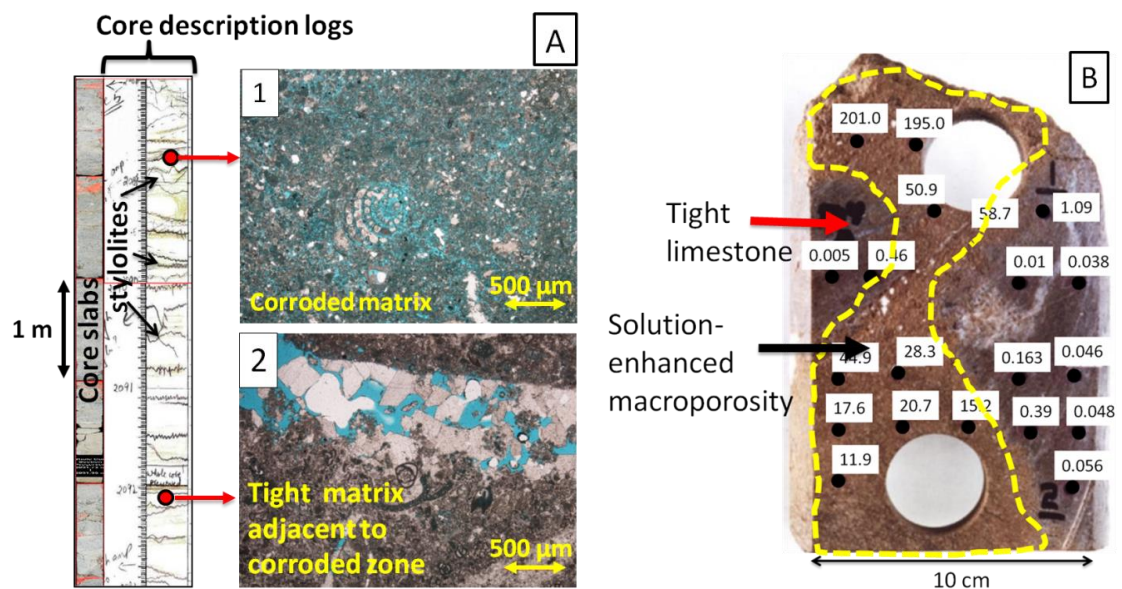 Core description logs
A
1
Corroded matrix
500 µm
stylolites
Core slabs
1 m
2091
2092
2
Tight matrix
adjacent to
corroded zone
500 µm
B
201.0
195.0
50.9
58.7
1.09
Tight
limestone
0.005
0.46
0.01
0.038
Solution-
enhanced
macroporosity
44.9
28.3
0.163
0.046
17.6
20.7
15.2
0.39
0.048
11.9
0.056
10 cm